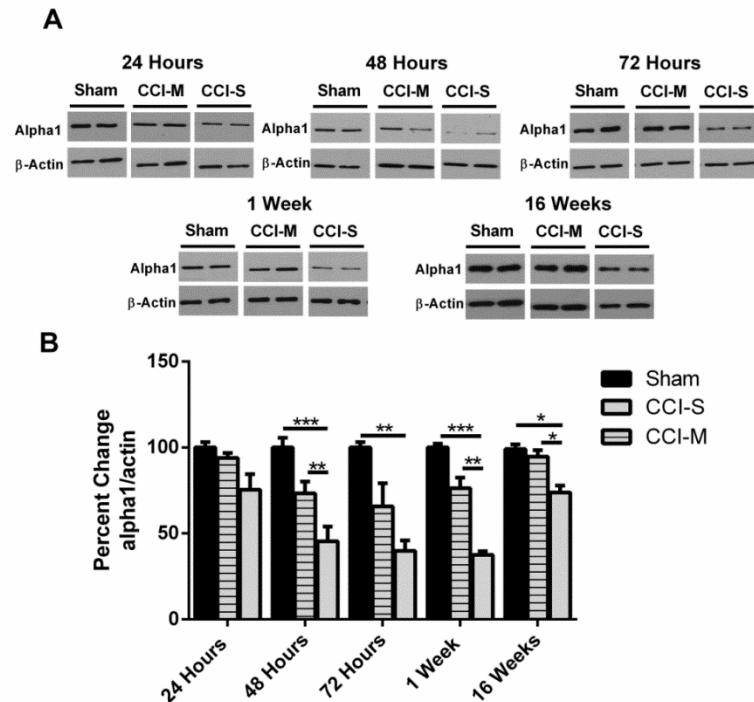 A
24 Hours
48 Hours
72 Hours
Sham CCI-M CCI-S
Sham CCI-M CCI-S
Sham CCI-M CCI-S
Alpha1
Alpha1
Alpha1
β-Actin
β-Actin
β-Actin
1 Week
16 Weeks
Sham CCI-M CCI-S
Sham CCI-M CCI-S
Alpha1
Alpha1
β-Actin
β-Actin
B
150
100
50
0
Percent Change
alpha1/actin
***
**
**
***
**
*
*
Sham
CCI-S
CCI-M
24 Hours
48 Hours
72 Hours
1 Week
16 Weeks